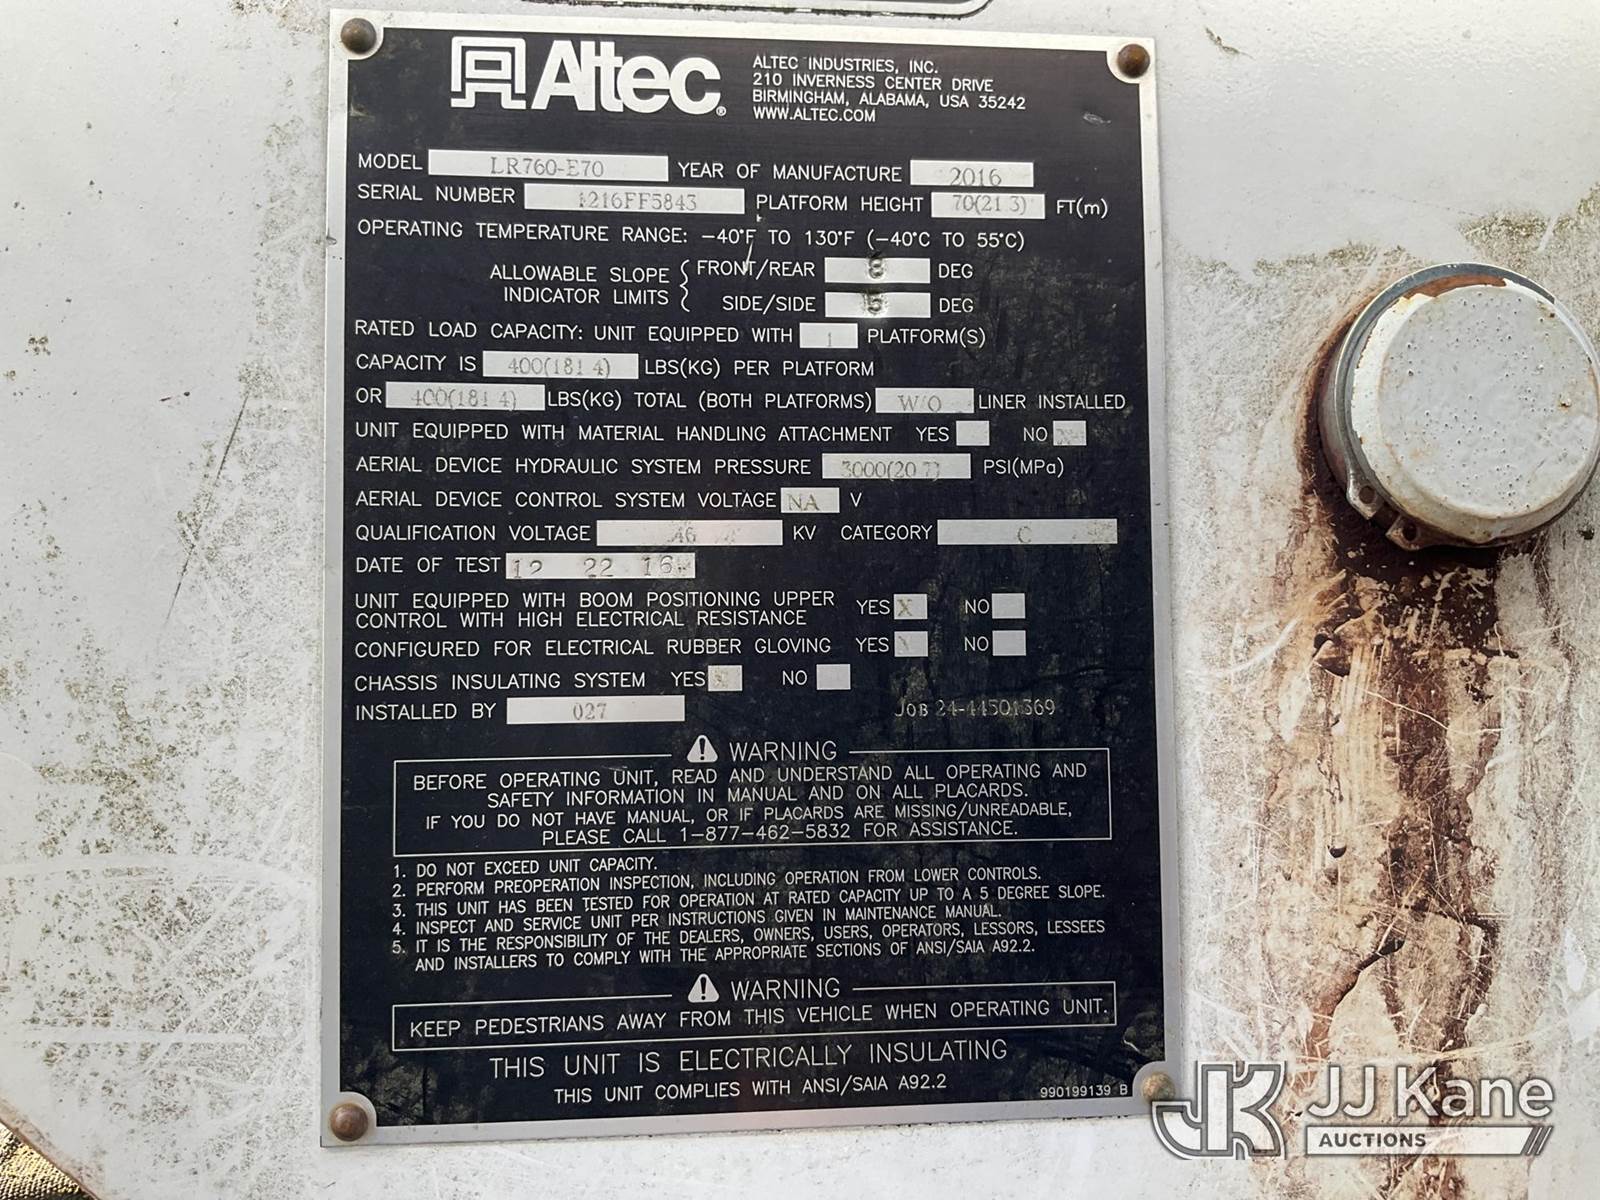 Altec®
ALTEC INDUSTRIES, INC.
210 INVERNESS CENTER DRIVE
BIRMINGHAM, ALABAMA, USA 35242
WWW.ALTEC.COM
MODEL LR760-E70 YEAR OF MANUFACTURE 2016
SERIAL NUMBER 1216FF5843 PLATFORM HEIGHT 70(21.3) FT(m)
OPERATING TEMPERATURE RANGE: -40°F TO 130°F (-40°C TO 55°C)
ALLOWABLE SLOPE INDICATOR LIMITS { FRONT/REAR 8 DEG
SIDE/SIDE 5 DEG
RATED LOAD CAPACITY: UNIT EQUIPPED WITH 1 PLATFORM(S)
CAPACITY IS 400(181.4) LBS(KG) PER PLATFORM
OR 400(181.4) LBS(KG) TOTAL (BOTH PLATFORMS) W/O LINER INSTALLED
UNIT EQUIPPED WITH MATERIAL HANDLING ATTACHMENT YES NO X
AERIAL DEVICE HYDRAULIC SYSTEM PRESSURE 3000(20.7) PSI(MPa)
AERIAL DEVICE CONTROL SYSTEM VOLTAGE NA V
QUALIFICATION VOLTAGE 46 KV CATEGORY C
DATE OF TEST 12 22 16
UNIT EQUIPPED WITH BOOM POSITIONING UPPER CONTROL WITH HIGH ELECTRICAL RESISTANCE YES X NO
CONFIGURED FOR ELECTRICAL RUBBER GLOVING YES X NO
CHASSIS INSULATING SYSTEM YES X NO
INSTALLED BY 027 JOB 24-44501369
WARNING
BEFORE OPERATING UNIT, READ AND UNDERSTAND ALL OPERATING AND
SAFETY INFORMATION IN MANUAL AND ON ALL PLACARDS.
IF YOU DO NOT HAVE MANUAL, OR IF PLACARDS ARE MISSING/UNREADABLE,
PLEASE CALL 1-877-462-5832 FOR ASSISTANCE.
1. DO NOT EXCEED UNIT CAPACITY.
2. PERFORM PREOPERATION INSPECTION, INCLUDING OPERATION FROM LOWER CONTROLS.
3. THIS UNIT HAS BEEN TESTED FOR OPERATION AT RATED CAPACITY UP TO A 5 DEGREE SLOPE.
4. INSPECT AND SERVICE UNIT PER INSTRUCTIONS GIVEN IN MAINTENANCE MANUAL.
5. IT IS THE RESPONSIBILITY OF THE DEALERS, OWNERS, USERS, OPERATORS, LESSORS, LESSEES
AND INSTALLERS TO COMPLY WITH THE APPROPRIATE SECTIONS OF ANSI/SAIA A92.2.
WARNING
KEEP PEDESTRIANS AWAY FROM THIS VEHICLE WHEN OPERATING UNIT.
THIS UNIT IS ELECTRICALLY INSULATING
THIS UNIT COMPLIES WITH ANSI/SAIA A92.2
990199139 B
JK JJ Kane
AUCTIONS